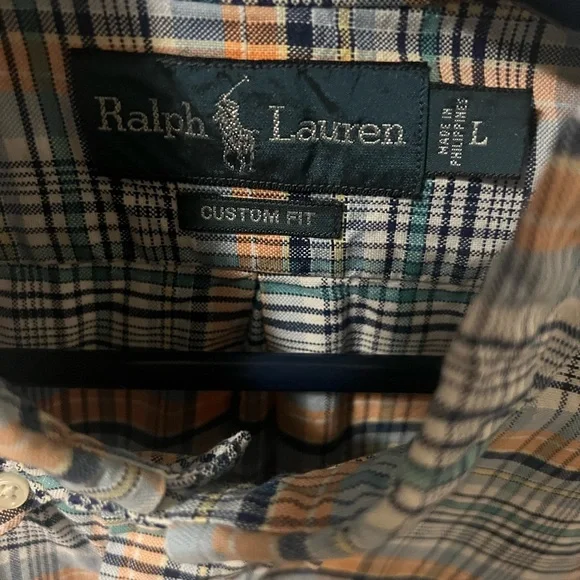 Ralph Lauren
MADE IN
PHILIPPINES
L
CUSTOM FIT